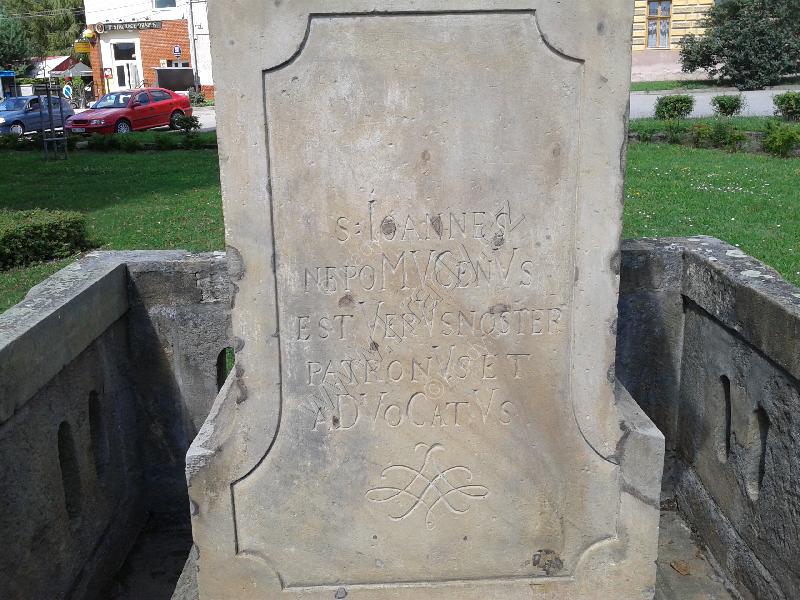 S: IOANNES
NEPOMVCENVS
EST VERVS NOSTER
PATRONVS ET
ADVOCATVS